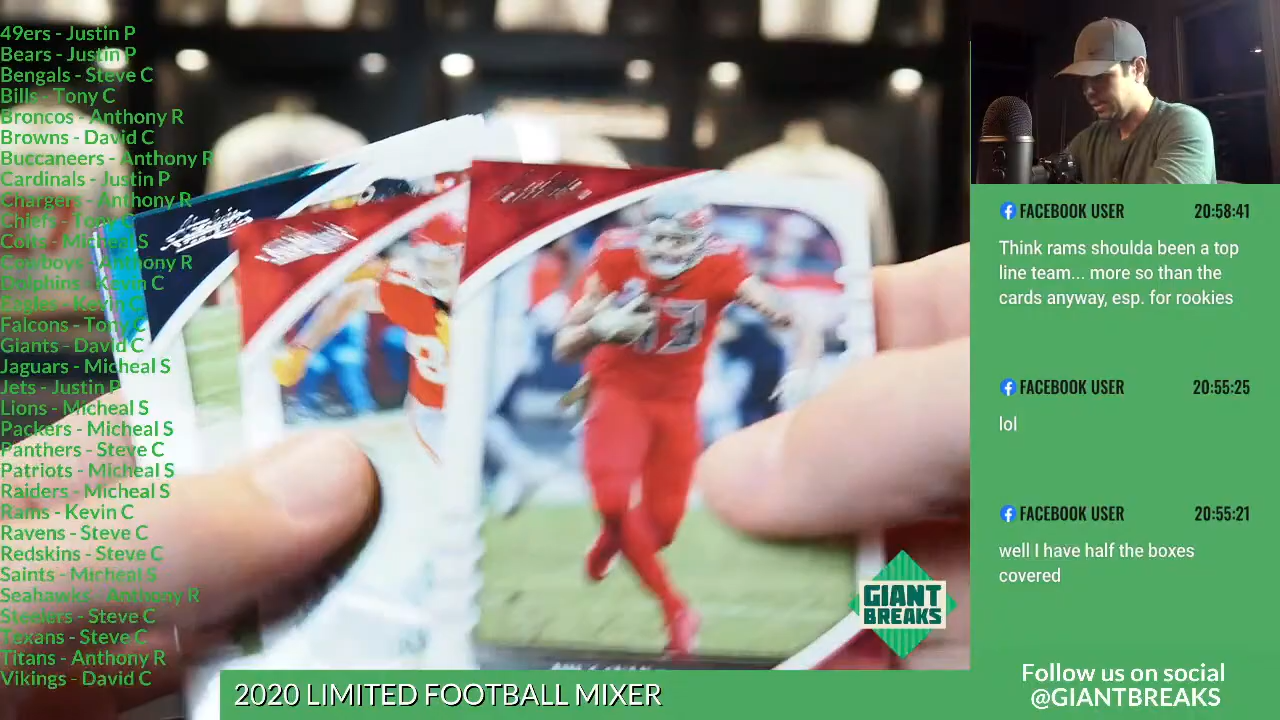 49ers - Justin P
Bears - Justin P
Bengals - Steve C
Bills - Tony C
Broncos - Anthony R
Browns - David C
Buccaneers - Anthony R
Cardinals - Justin P
Chargers - Anthony R
Chiefs - Tony C
Colts - Micheal S
Cowboys - Anthony R
Dolphins - Kevin C
Eagles - Kevin C
Falcons - Tony C
Giants - David C
Jaguars - Micheal S
Jets - Justin P
Lions - Micheal S
Packers - Micheal S
Panthers - Steve C
Patriots - Micheal S
Raiders - Micheal S
Rams - Kevin C
Ravens - Steve C
Redskins - Steve C
Saints - Micheal S
Seahawks - Anthony R
Steelers - Steve C
Texans - Steve C
Titans - Anthony R
Vikings - David C
GIANT
BREAKS
2020 LIMITED FOOTBALL MIXER
FACEBOOK USER 20:58:41
Think rams shoulda been a top
line team... more so than the
cards anyway, esp. for rookies
FACEBOOK USER 20:55:25
lol
FACEBOOK USER 20:55:21
well I have half the boxes
covered
Follow us on social
@GIANTBREAKS